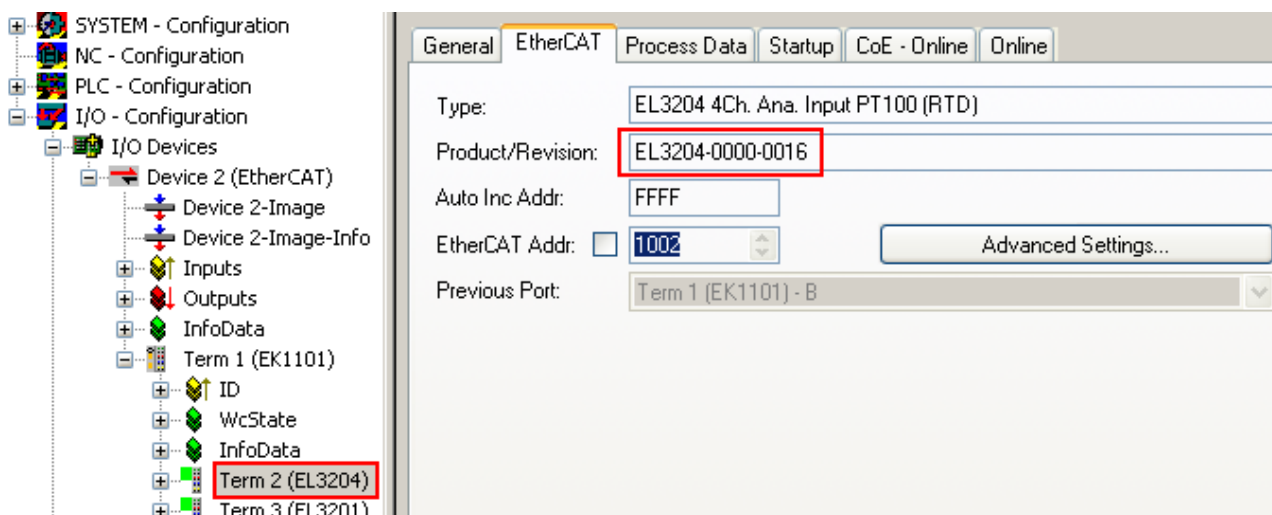 SYSTEM - Configuration
NC - Configuration
PLC - Configuration
I/O - Configuration
I/O Devices
Device 2 (EtherCAT)
Device 2-Image
Device 2-Image-Info
Inputs
Outputs
InfoData
Term 1 (EK1101)
ID
WcState
InfoData
Term 2 (EL3204)
Term 3 (EL3201)
General EtherCAT Process Data Startup CoE - Online Online
Type: EL3204 4Ch. Ana. Input PT100 (RTD)
Product/Revision: EL3204-0000-0016
Auto Inc Addr: FFFF
EtherCAT Addr: 1002 Advanced Settings...
Previous Port: Term 1 (EK1101) - B